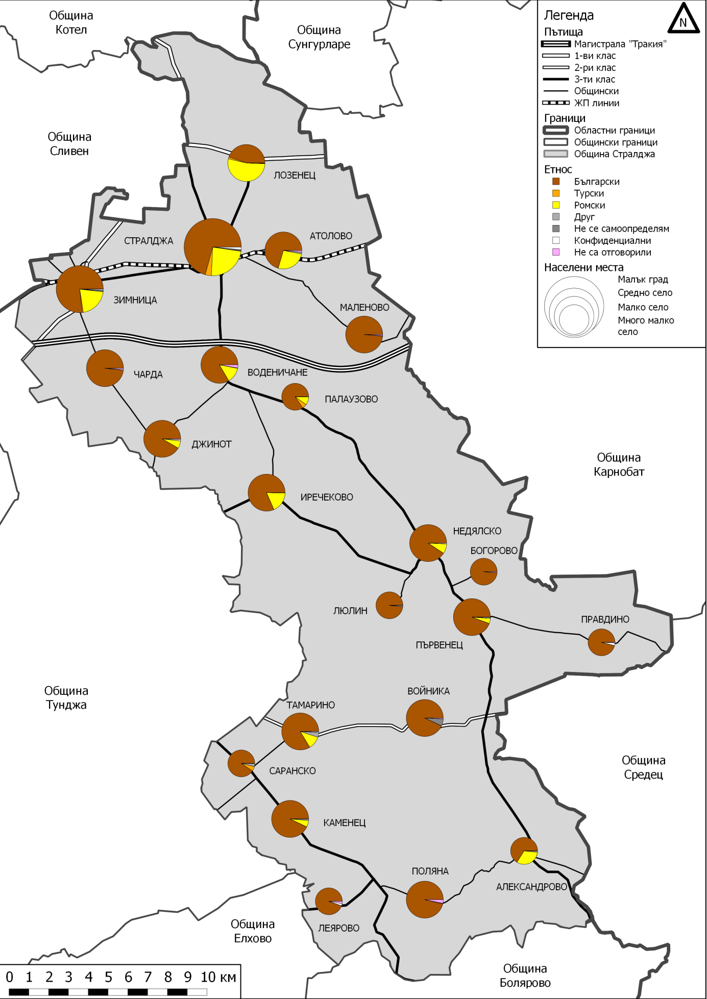 Община
Котел
Община
Сунгурларе
Легенда
N
Пътища
Магистрала "Тракия"
1-ви клас
2-ри клас
3-ти клас
Общински
ЖП линии
Граници
Областни граници
Общински граници
Община Стралджа
Етнос
Български
Турски
Ромски
Друг
Не се самоопределям
Конфиденциални
Не са отговорили
Населени места
Малък град
Средно село
Малко село
Много малко
село
Община
Сливен
ЛОЗЕНЕЦ
СТРАЛДЖА
АТОЛОВО
ЗИМНИЦА
МАЛЕНОВО
ЧАРДА
ВОДЕНИЧАНЕ
ПАЛАУЗОВО
ДЖИНОТ
Община
Карнобат
ИРЕЧЕКОВО
НЕДЯЛСКО
БОГОРОВО
ЛЮЛИН
ПРАВДИНО
ПЪРВЕНЕЦ
Община
Тунджа
ВОЙНИКА
ТАМАРИНО
САРАНСКО
Община
Средец
КАМЕНЕЦ
ПОЛЯНА
АЛЕКСАНДРОВО
ЛЕЯРОВО
Община
Елхово
Община
Болярово
0 1 2 3 4 5 6 7 8 9 10 км